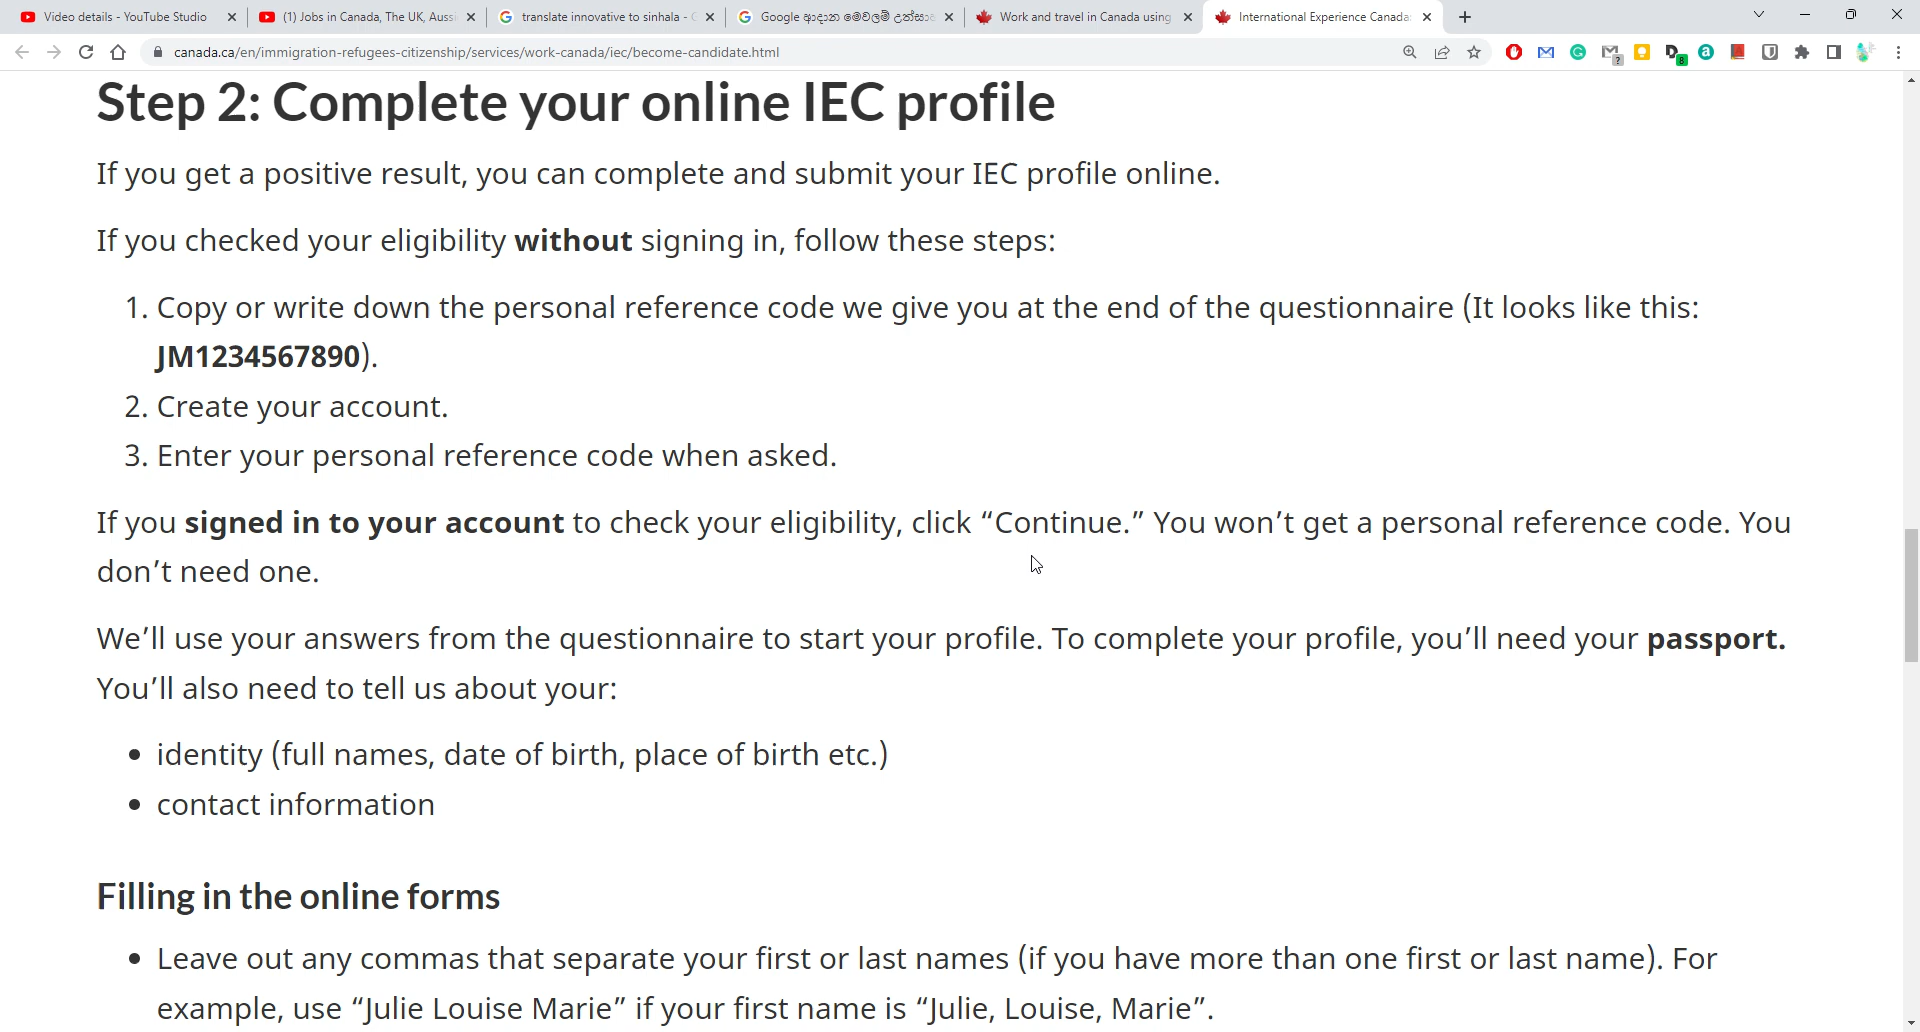 Video details - YouTube Studio
(1) Jobs in Canada, The UK, Aussi
translate innovative to sinhala - G
Google ආදාන මෙවලම් උත්සාහ
Work and travel in Canada using
International Experience Canada:
canada.ca/en/immigration-refugees-citizenship/services/work-canada/iec/become-candidate.html
Step 2: Complete your online IEC profile
If you get a positive result, you can complete and submit your IEC profile online.
If you checked your eligibility without signing in, follow these steps:
1. Copy or write down the personal reference code we give you at the end of the questionnaire (It looks like this:
JM1234567890).
2. Create your account.
3. Enter your personal reference code when asked.
If you signed in to your account to check your eligibility, click “Continue.” You won’t get a personal reference code. You
don’t need one.
We’ll use your answers from the questionnaire to start your profile. To complete your profile, you’ll need your passport.
You’ll also need to tell us about your:
• identity (full names, date of birth, place of birth etc.)
• contact information
Filling in the online forms
• Leave out any commas that separate your first or last names (if you have more than one first or last name). For
example, use “Julie Louise Marie” if your first name is “Julie, Louise, Marie”.